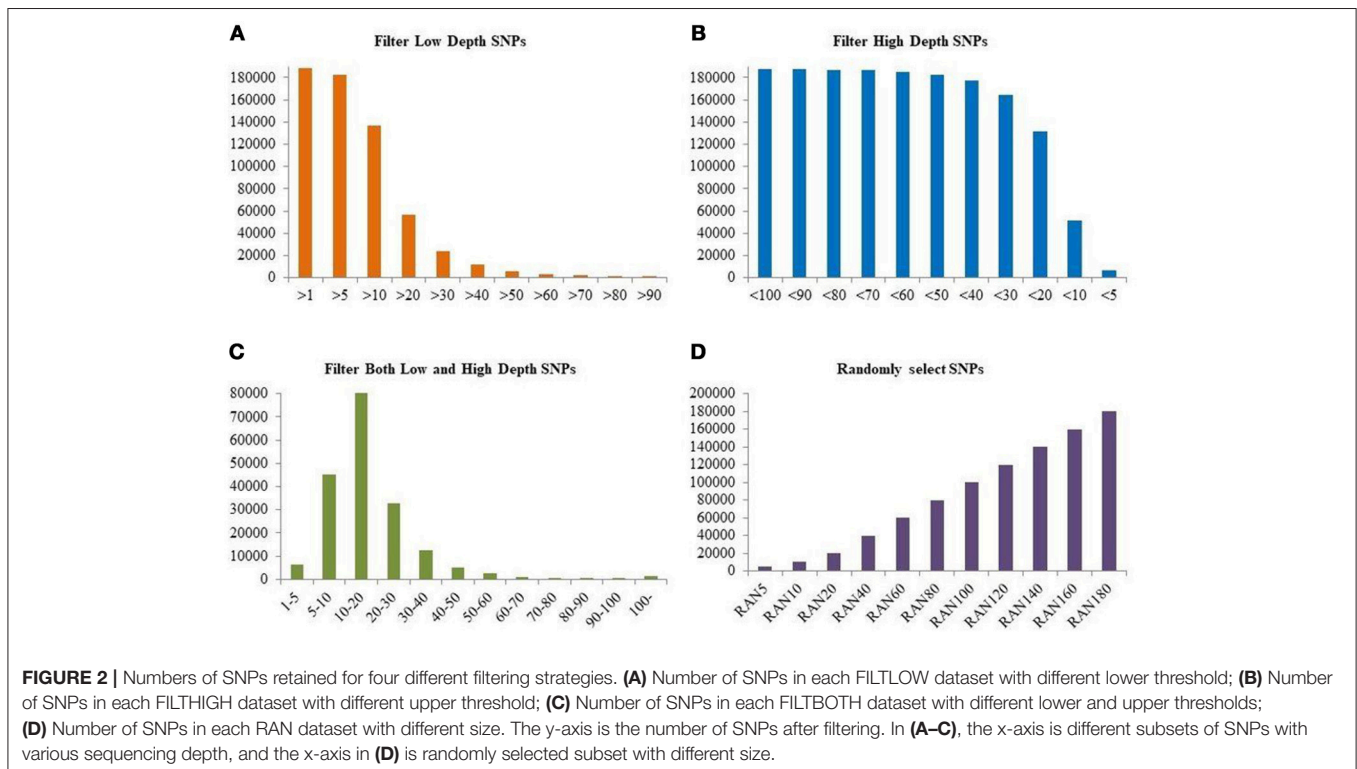 A
Filter Low Depth SNPs
180000
160000
140000
120000
100000
80000
60000
40000
20000
0
>1 >5 >10 >20 >30 >40 >50 >60 >70 >80 >90
B
Filter High Depth SNPs
180000
160000
140000
120000
100000
80000
60000
40000
20000
0
<100 <90 <80 <70 <60 <50 <40 <30 <20 <10 <5
C
Filter Both Low and High Depth SNPs
80000
70000
60000
50000
40000
30000
20000
10000
0
1-5 5-10 10-20 20-30 30-40 40-50 50-60 60-70 70-80 80-90 90-100 100-
D
Randomly select SNPs
200000
180000
160000
140000
120000
100000
80000
60000
40000
20000
0
RAN5 RAN10 RAN20 RAN40 RAN60 RAN80 RAN100 RAN120 RAN140 RAN160 RAN180
FIGURE 2 | Numbers of SNPs retained for four different filtering strategies. (A) Number of SNPs in each FILTLOW dataset with different lower threshold; (B) Number
of SNPs in each FILTHIGH dataset with different upper threshold; (C) Number of SNPs in each FILTBOTH dataset with different lower and upper thresholds;
(D) Number of SNPs in each RAN dataset with different size. The y-axis is the number of SNPs after filtering. In (A–C), the x-axis is different subsets of SNPs with
various sequencing depth, and the x-axis in (D) is randomly selected subset with different size.